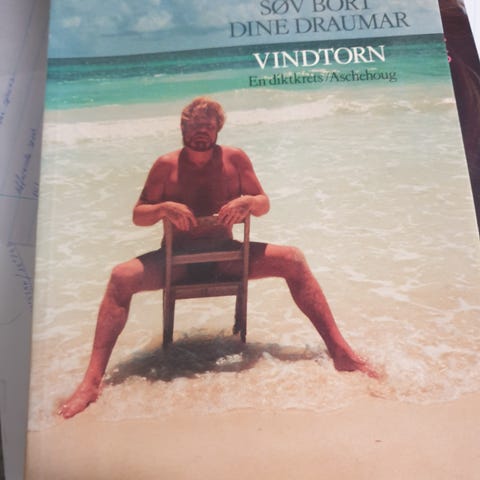 SØV BORT
DINE DRAUMAR
VINDTORN
En diktkrets/Aschehoug